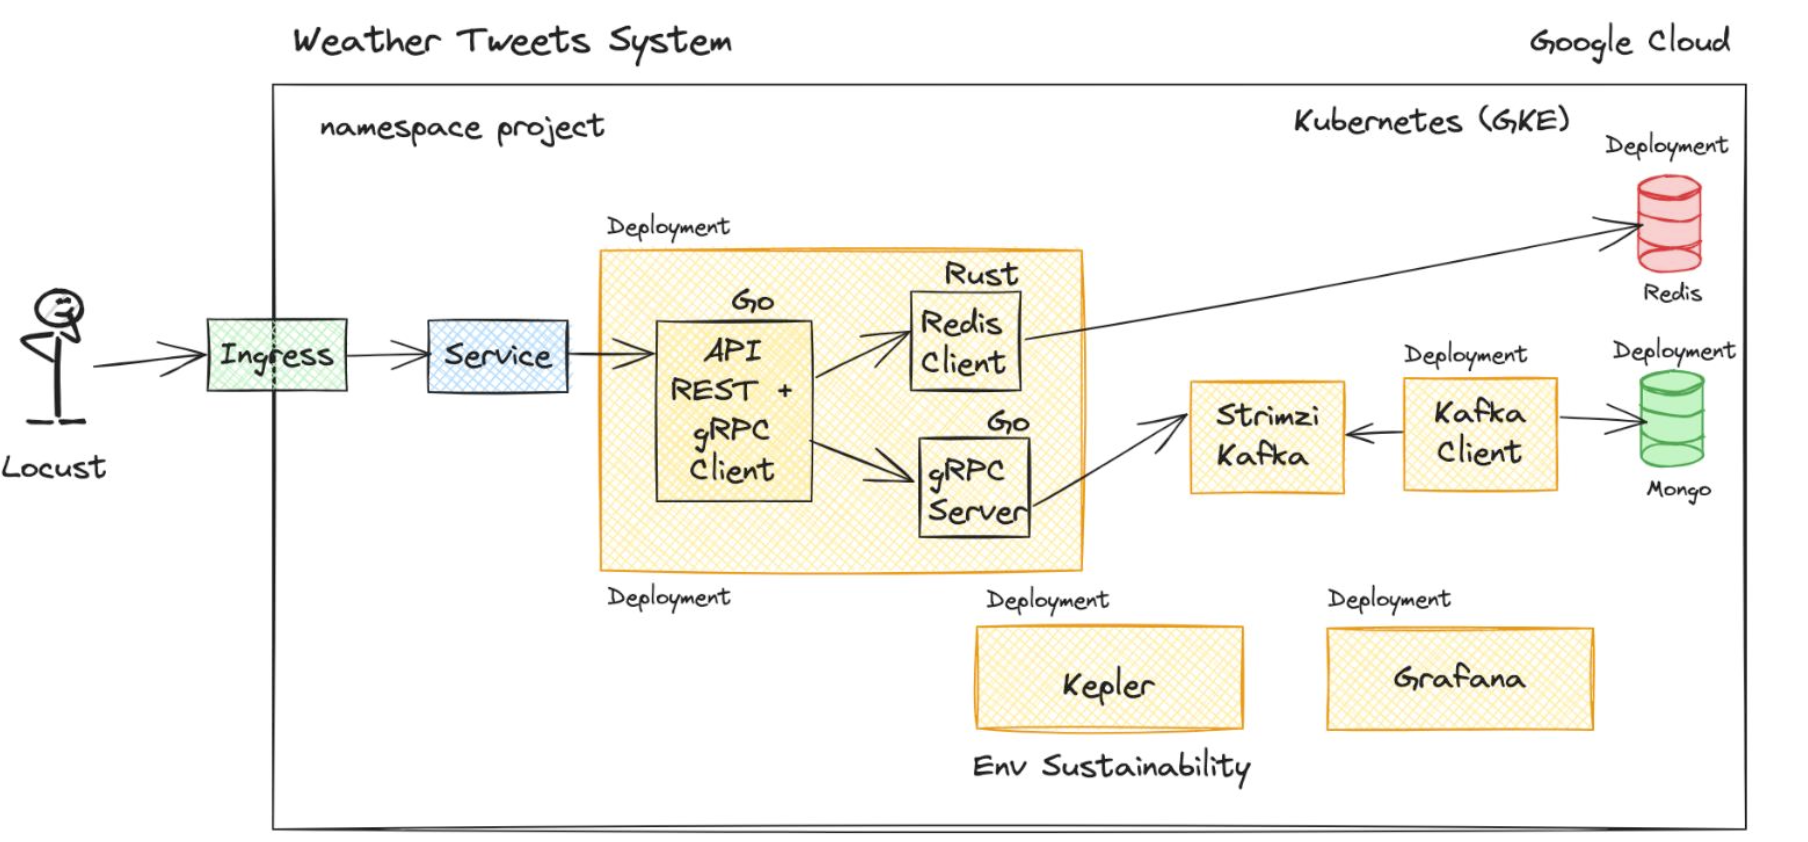 Weather Tweets System
Google Cloud
namespace project
Kubernetes (GKE)
Deployment
Redis
Deployment
Go
Rust
API
REST +
gRPC
Client
Redis
Client
Go
gRPC
Server
Ingress
Service
Locust
Strimzi
Kafka
Deployment
Kafka
Client
Deployment
Mongo
Deployment
Deployment
Kepler
Env Sustainability
Deployment
Grafana